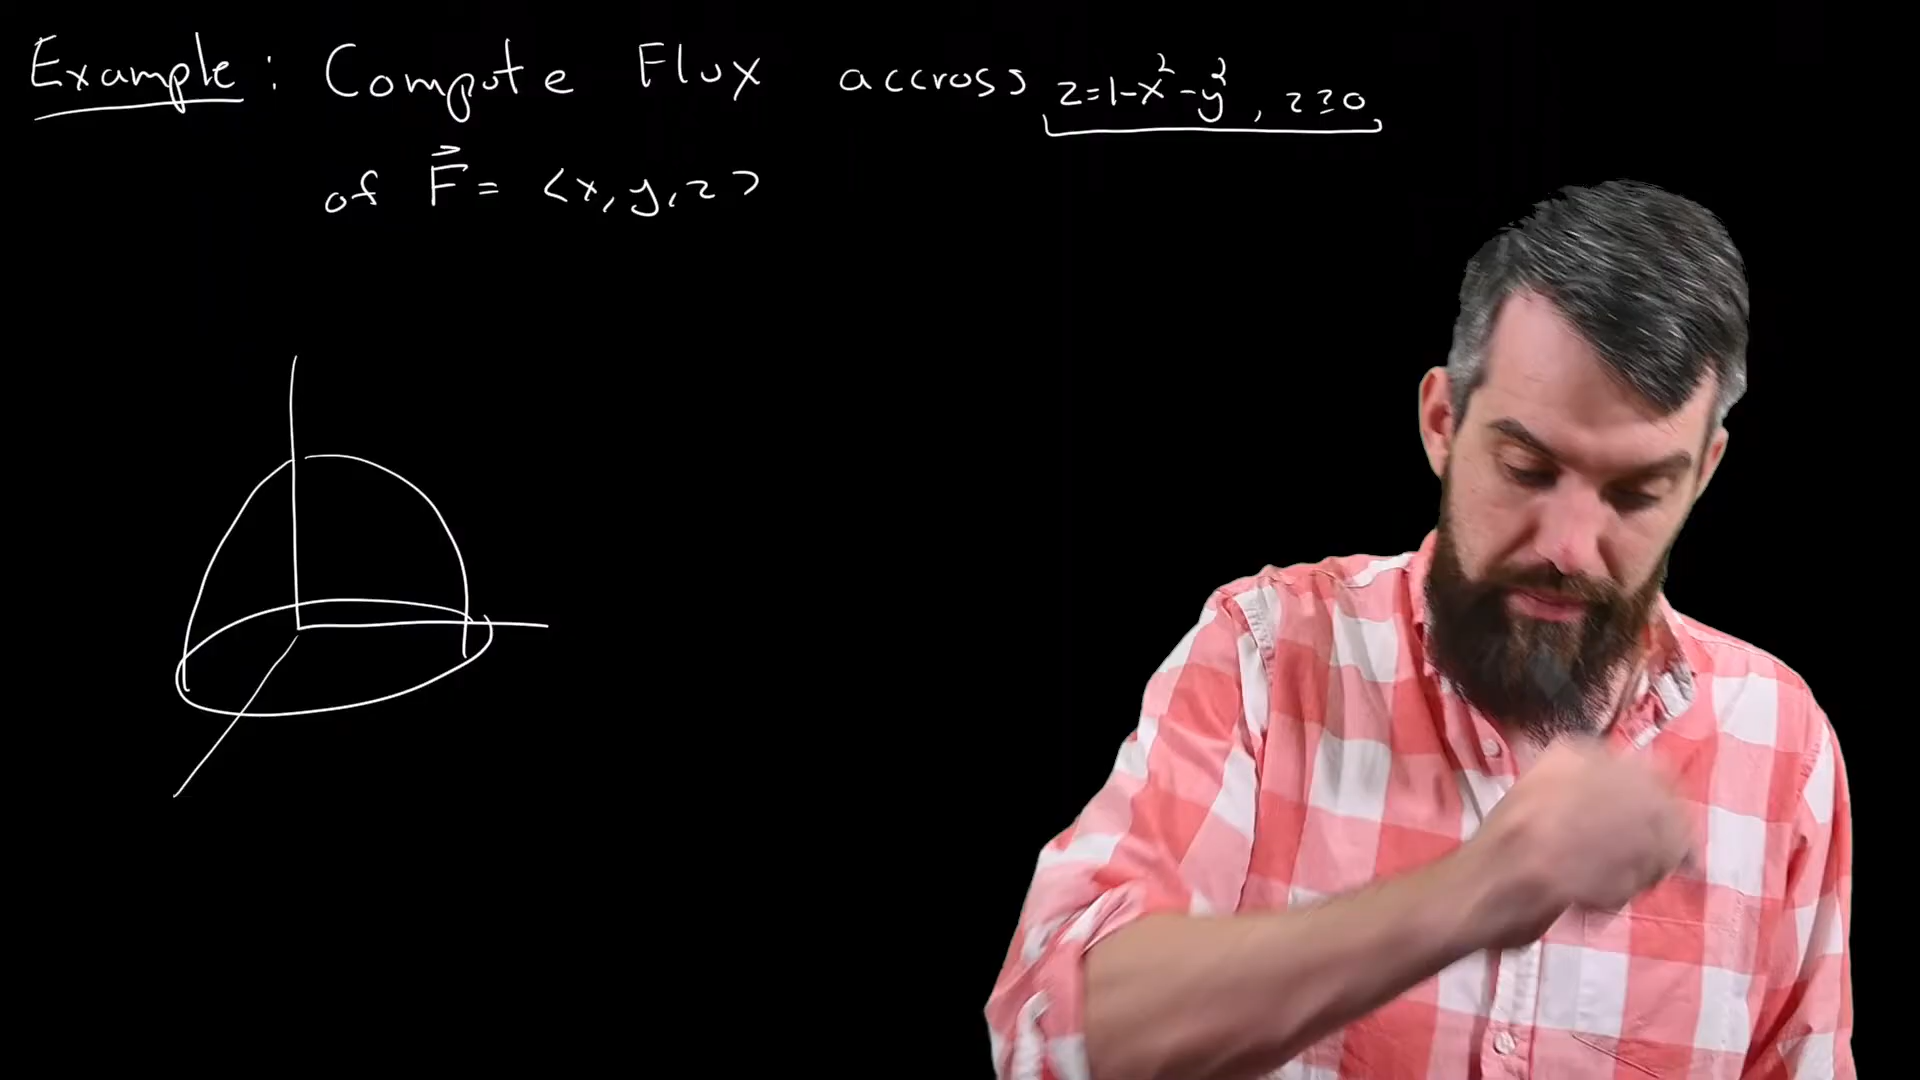 Example: Compute Flux accross z=1-x²-y², z≥0
of F⃗ = <x, y, z>